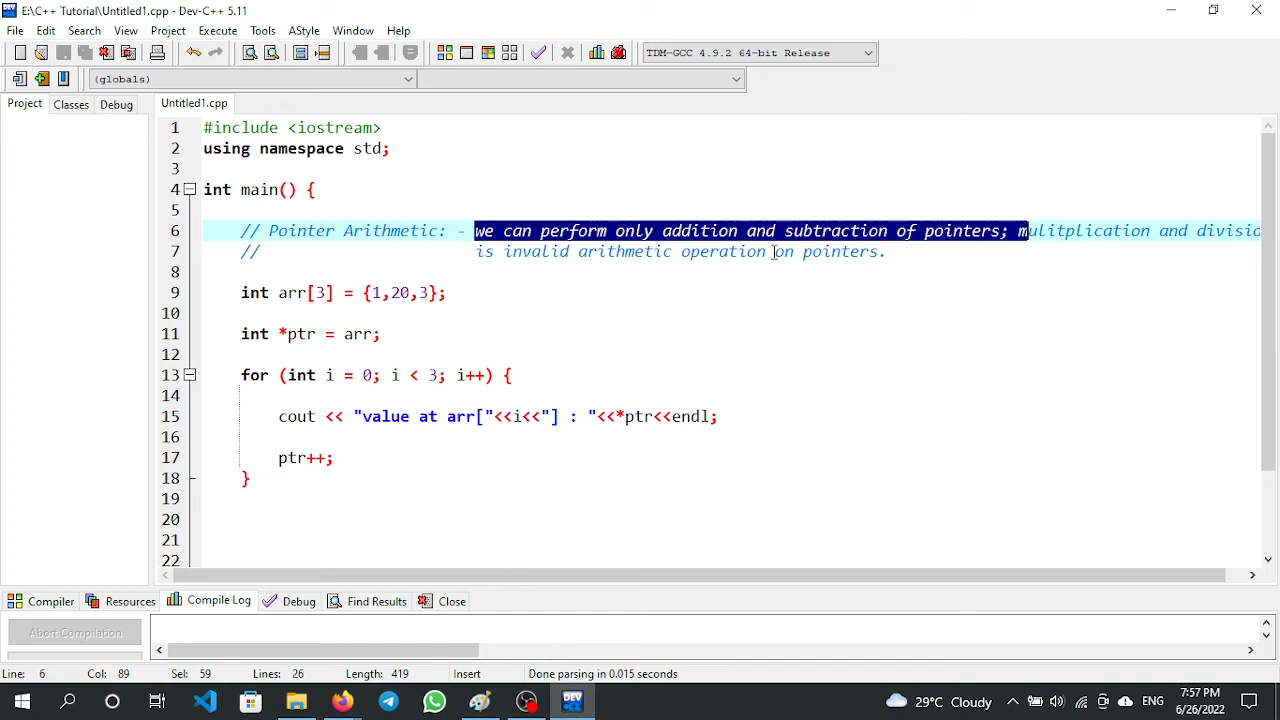 E:\C++ Tutorial\Untitled1.cpp - Dev-C++ 5.11
File Edit Search View Project Execute Tools AStyle Window Help
TDM-GCC 4.9.2 64-bit Release
(globals)
Project Classes Debug Untitled1.cpp
1 #include <iostream>
2 using namespace std;
3
4 int main() {
5
6 // Pointer Arithmetic: - we can perform only addition and subtraction of pointers; mulitplication and divisio
7 // is invalid arithmetic operation on pointers.
8
9 int arr[3] = {1,20,3};
10
11 int *ptr = arr;
12
13 for (int i = 0; i < 3; i++) {
14
15 cout << "value at arr["<<i<<"] : "<<*ptr<<endl;
16
17 ptr++;
18 }
19
20
21
22
Compiler Resources Compile Log Debug Find Results Close
Abort Compilation
Line: 6 Col: 89 Sel: 59 Lines: 26 Length: 419 Insert Done parsing in 0.015 seconds
29°C Cloudy ENG 7:57 PM
6/26/2022